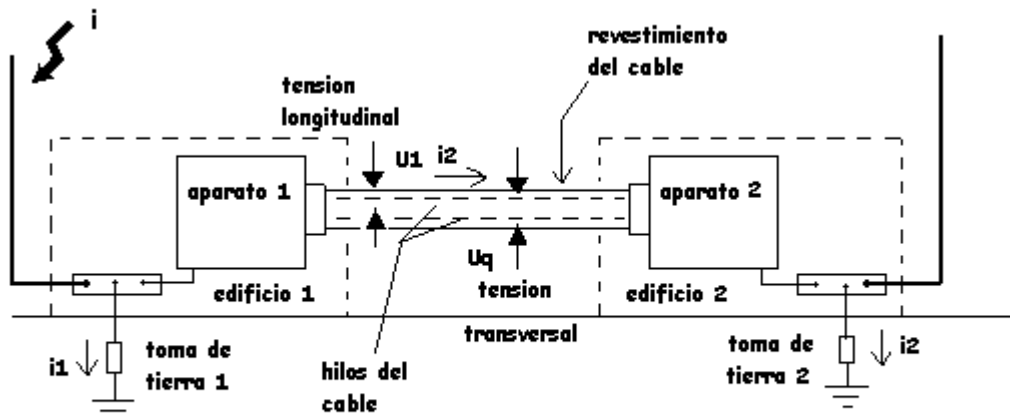 i
revestimiento
del cable
tension
longitudinal
U1 i2
aparato 1
aparato 2
Uq
edificio 1
tension
edificio 2
transversal
i1
toma de
tierra 1
hilos del
cable
toma de
tierra 2
i2